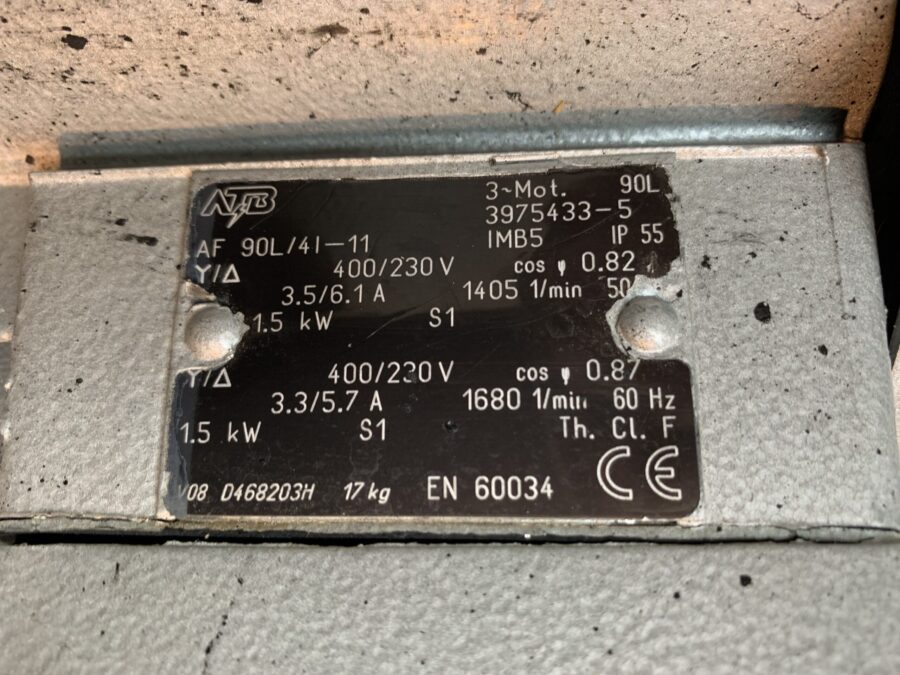 ATB 3~Mot. 90L
3975433-5
AF 90L/4I-11 IMB5 IP 55
Y/Δ 400/230 V cos φ 0.82
3.5/6.1 A 1405 1/min 50
1.5 kW S1
Y/Δ 400/230 V cos φ 0.87
3.3/5.7 A 1680 1/min 60 Hz
1.5 kW S1 Th. Cl. F
V08 D468203H 17 kg EN 60034 CE